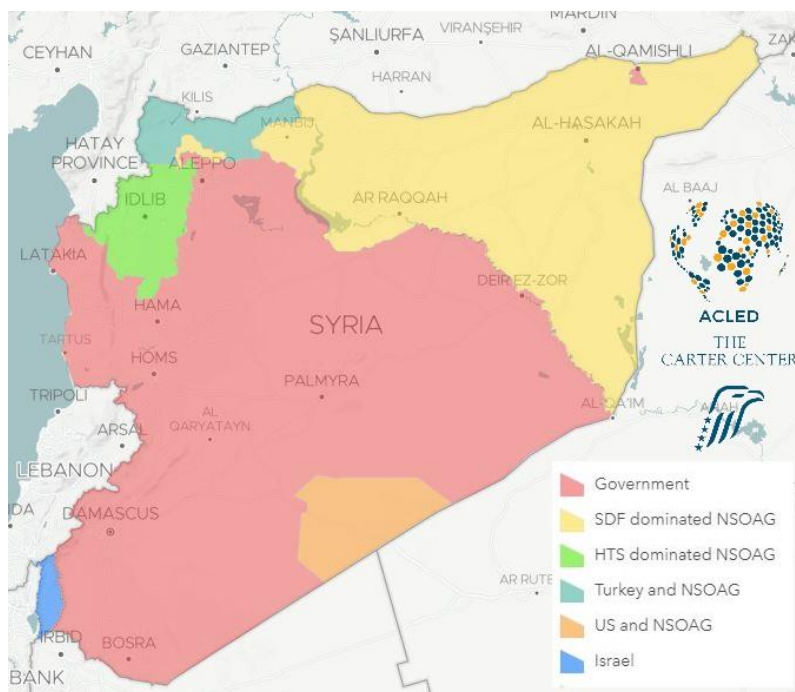 MARDIN
ŞANLIURFA
VIRANŞEHIR
CEYHAN
GAZIANTEP
ZAK
AL-QAMISHLI
HARRAN
KILIS
MANBIJ
AL-HASAKAH
HATAY
PROVINCE
ALEPPO
AL BAAJ
IDLIB
AR RAQQAH
LATAKIA
DEIR EZ-ZOR
HAMA
SYRIA
ACLED
TARTUS
THE
CARTER CENTER
HOMS
PALMYRA
TRIPOLI
AL-QA'IM
ANAH
AL
QARYATAYN
ARSAL
LEBANON
Government
IDA
DAMASCUS
SDF dominated NSOAG
HTS dominated NSOAG
AR RUTB
Turkey and NSOAG
US and NSOAG
IRBID
BOSRA
BANK
Israel